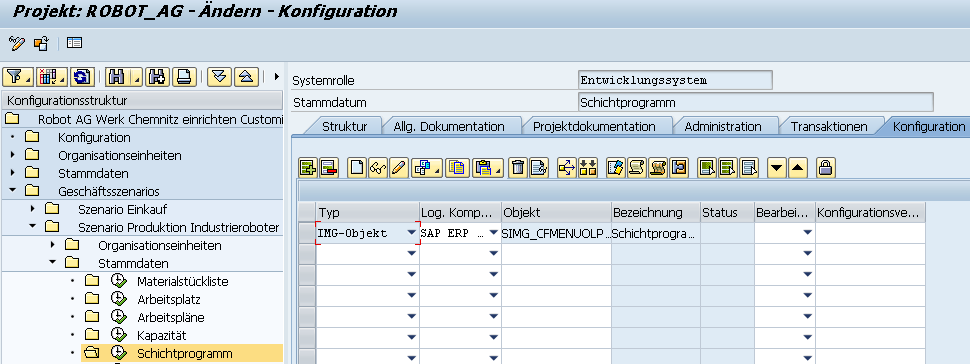 Projekt: ROBOT_AG - Ändern - Konfiguration
Systemrolle
Entwicklungssystem
Stammdatum
Schichtprogramm
Struktur
Allg. Dokumentation
Projektdokumentation
Administration
Transaktionen
Konfiguration
Konfigurationsstruktur
Robot AG Werk Chemnitz einrichten Customi
Konfiguration
Organisationseinheiten
Stammdaten
Geschäftsszenarios
Szenario Einkauf
Szenario Produktion Industrieroboter
Organisationseinheiten
Stammdaten
Materialstückliste
Arbeitsplatz
Arbeitspläne
Kapazität
Schichtprogramm
Typ
Log. Komp...
Objekt
Bezeichnung
Status
Bearbei...
Konfigurationsve...
IMG-Objekt
SAP ERP ...
SIMG_CFMENUOLP...
Schichtprogra...